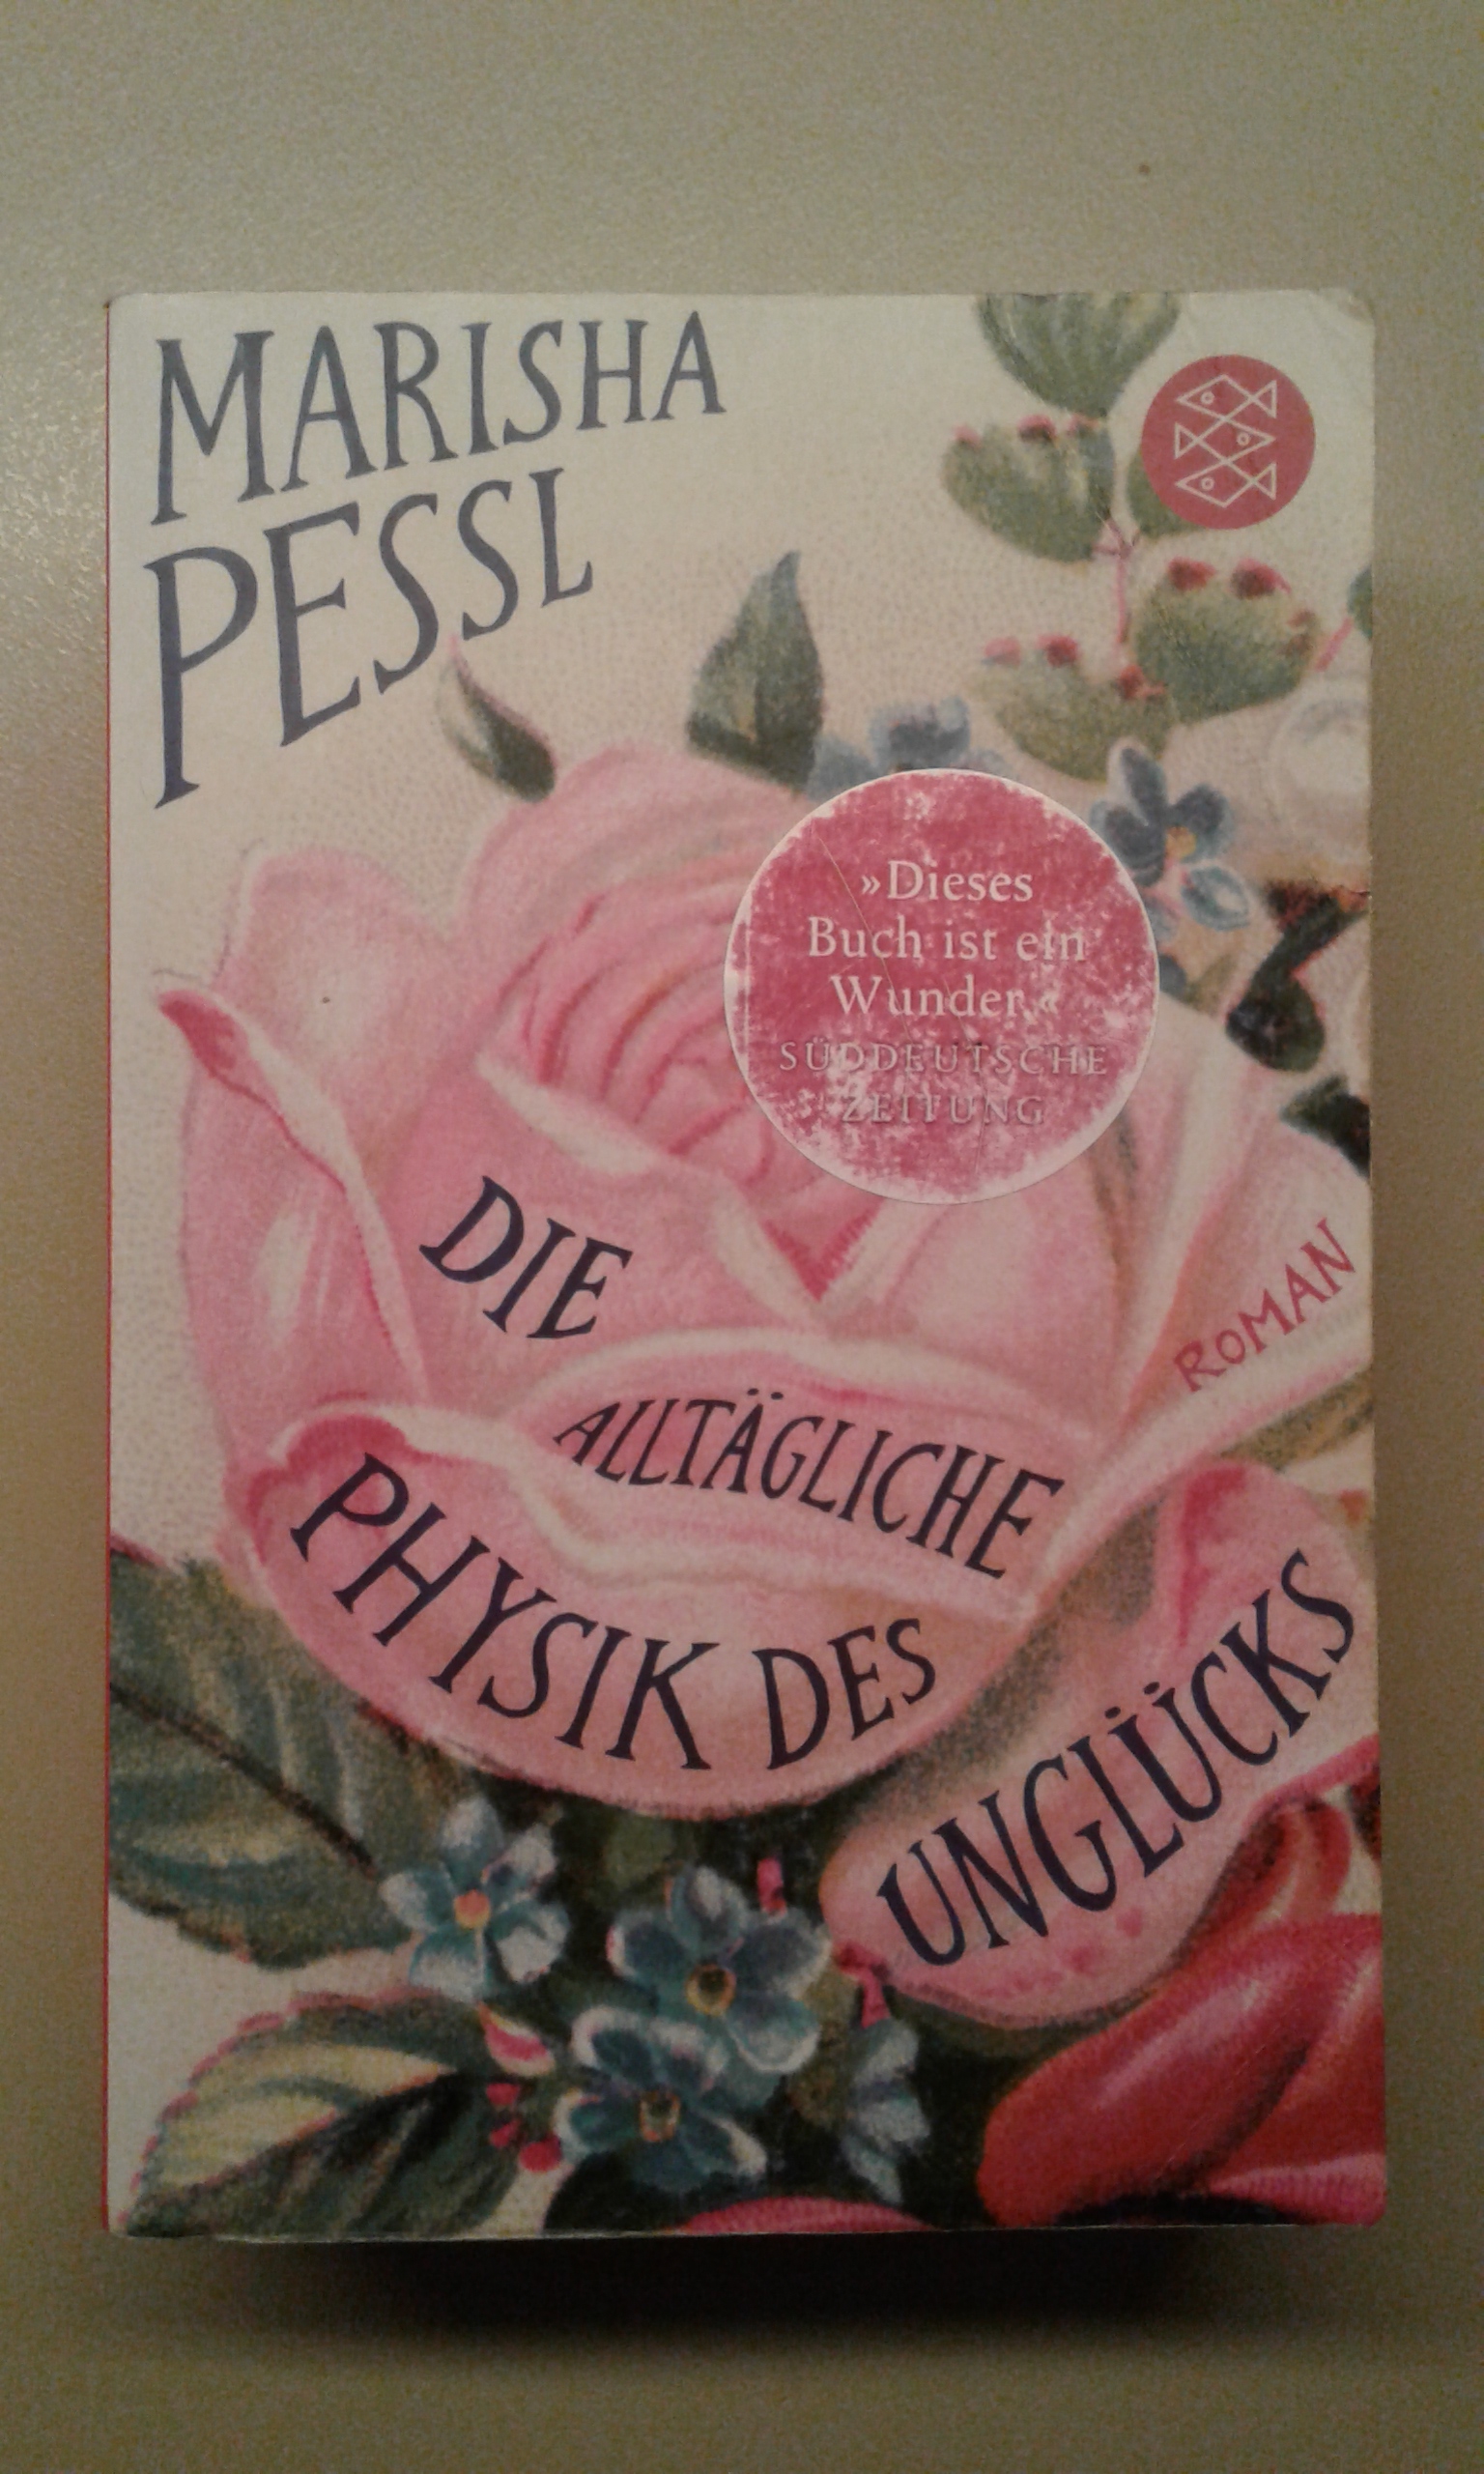 MARISHA
PESSL
»Dieses
Buch ist ein
Wunder.«
SÜDDEUTSCHE
ZEITUNG
DIE
ALLTÄGLICHE
PHYSIK DES
UNGLÜCKS
ROMAN